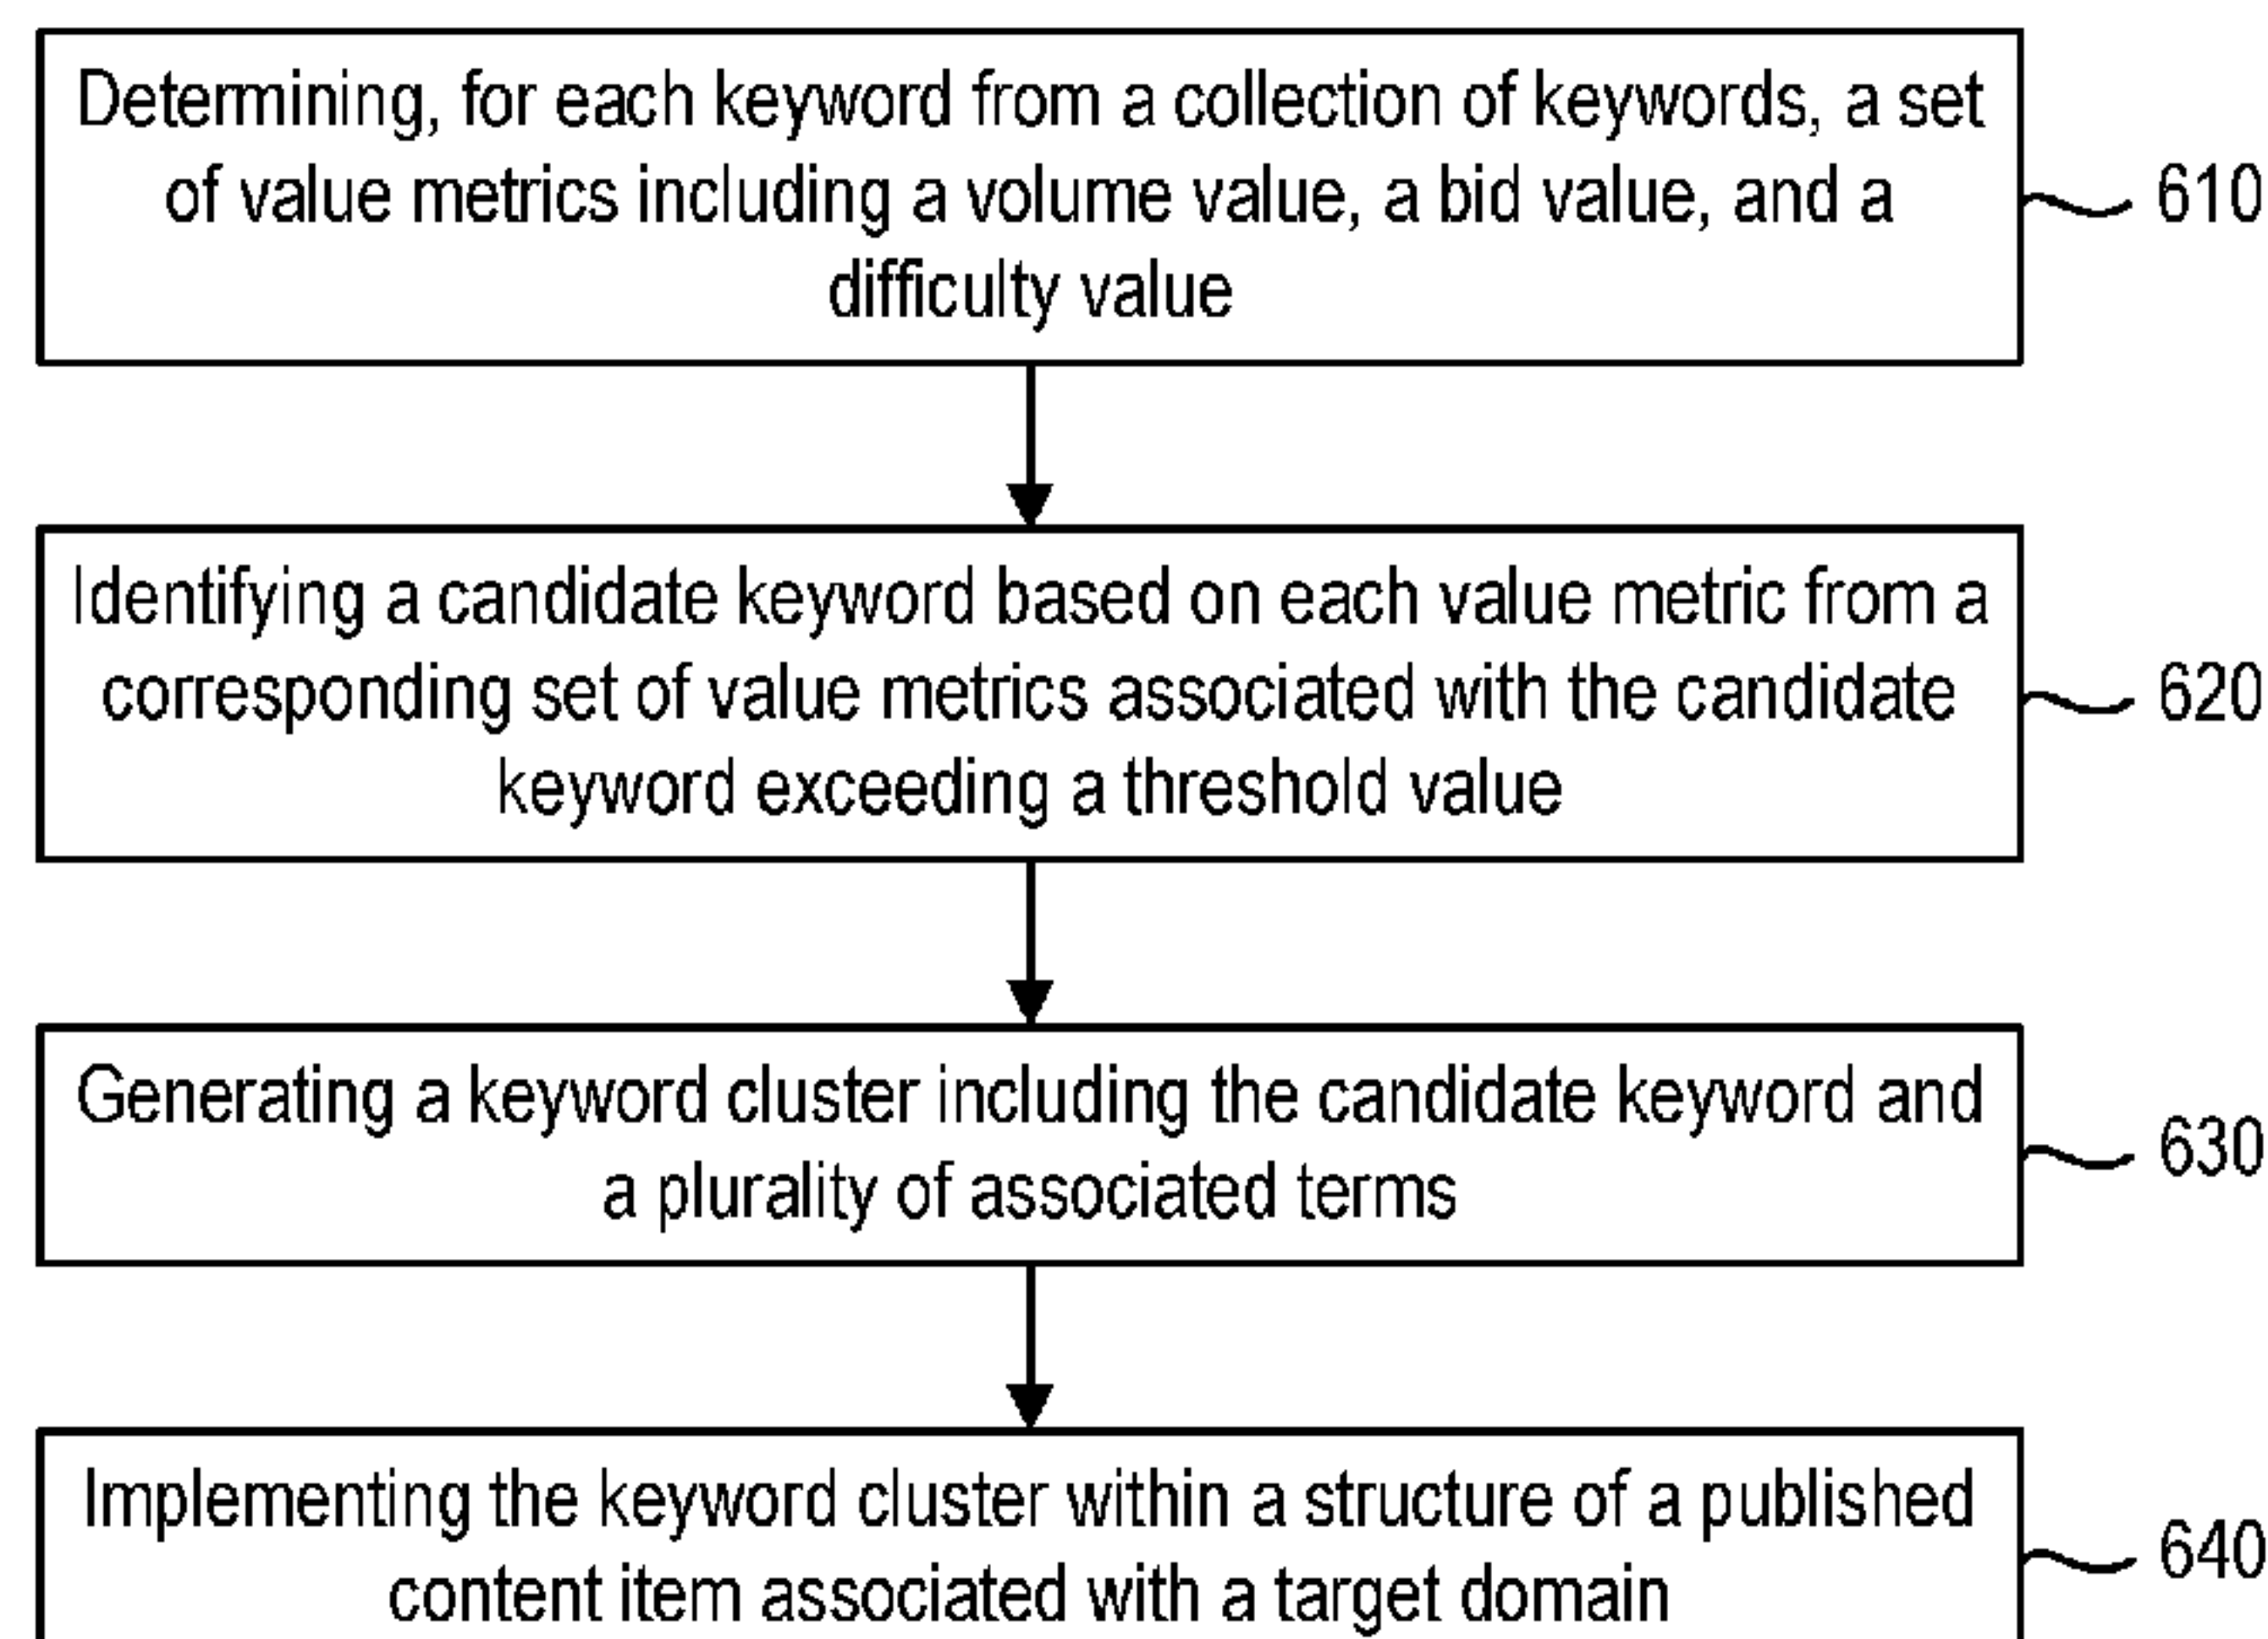 Determining, for each keyword from a collection of keywords, a set
of value metrics including a volume value, a bid value, and a
difficulty value
610
Identifying a candidate keyword based on each value metric from a
corresponding set of value metrics associated with the candidate
keyword exceeding a threshold value
620
Generating a keyword cluster including the candidate keyword and
a plurality of associated terms
630
Implementing the keyword cluster within a structure of a published
content item associated with a target domain
640